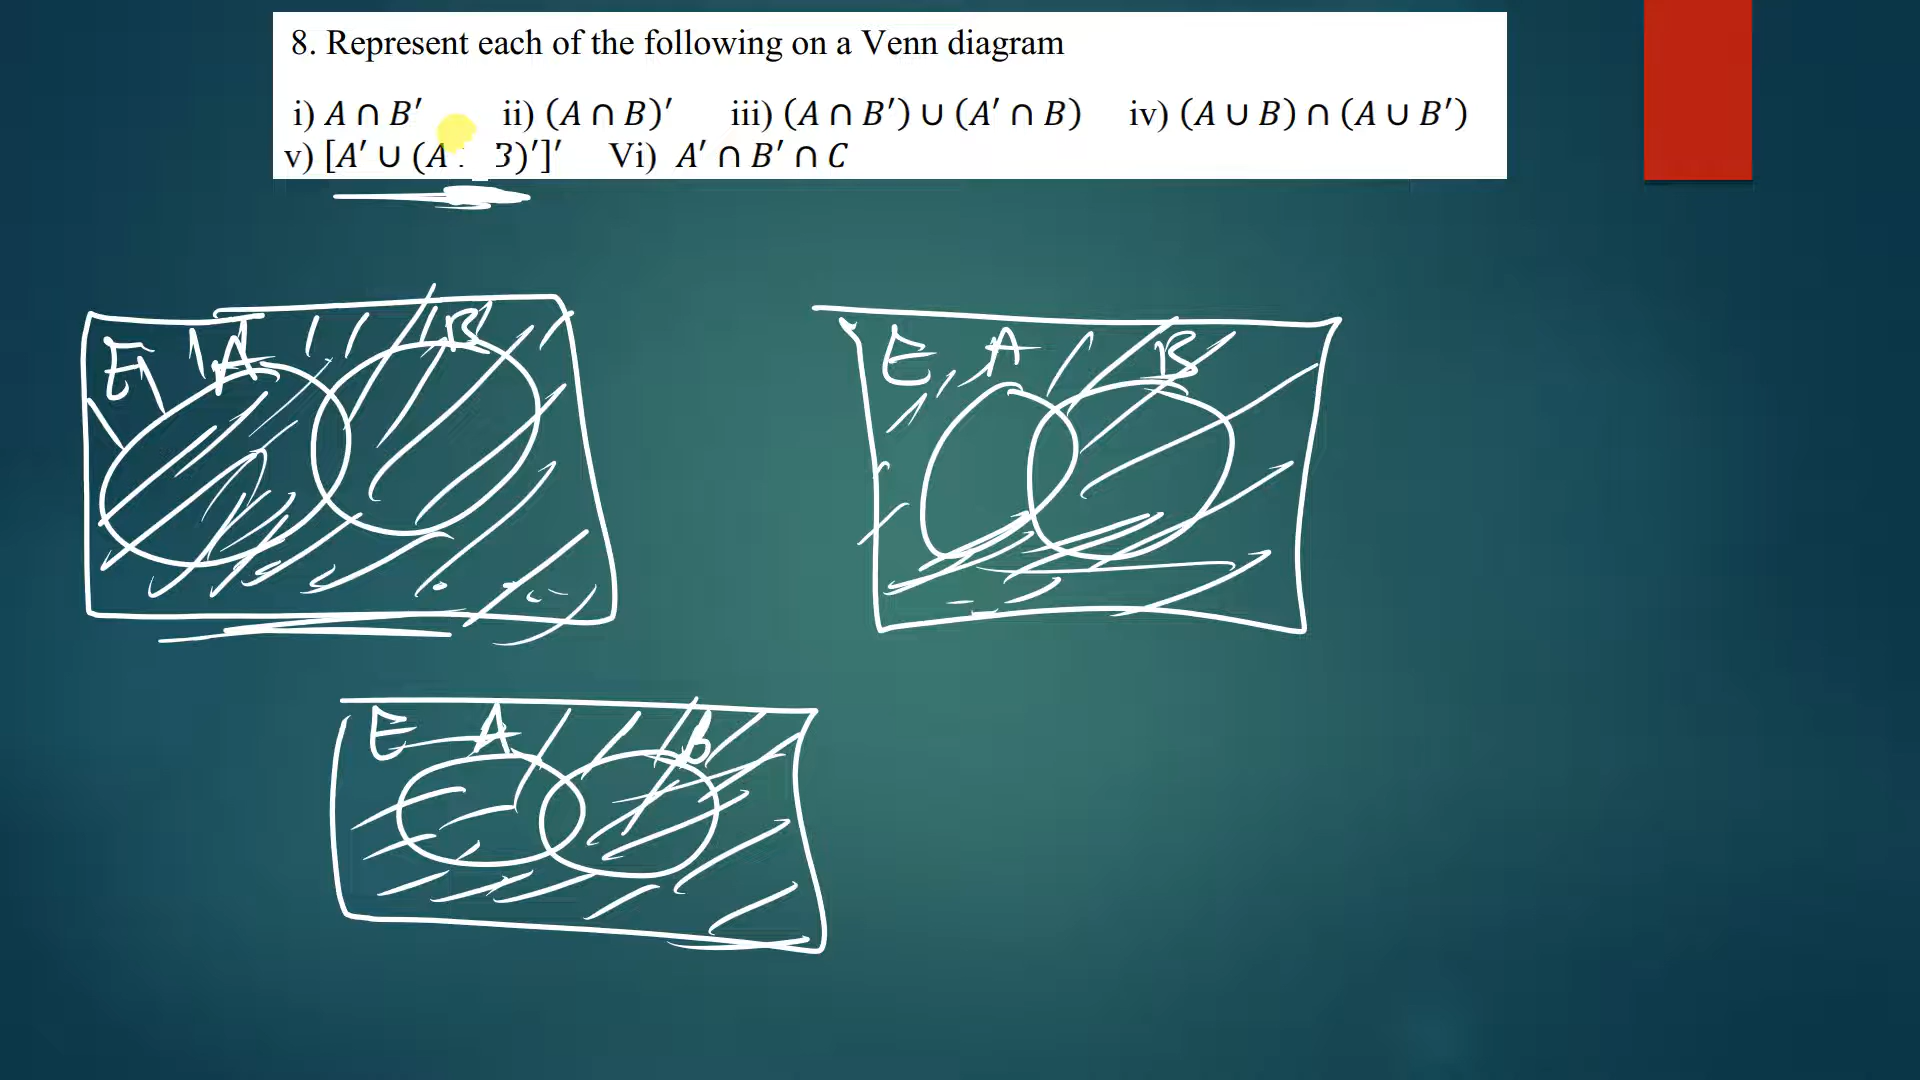 8. Represent each of the following on a Venn diagram
i) A ∩ B′ ii) (A ∩ B)′ iii) (A ∩ B′) ∪ (A′ ∩ B) iv) (A ∪ B) ∩ (A ∪ B′)
v) [A′ ∪ (A B)′]′ Vi) A′ ∩ B′ ∩ C
E A B
E A B
E A B